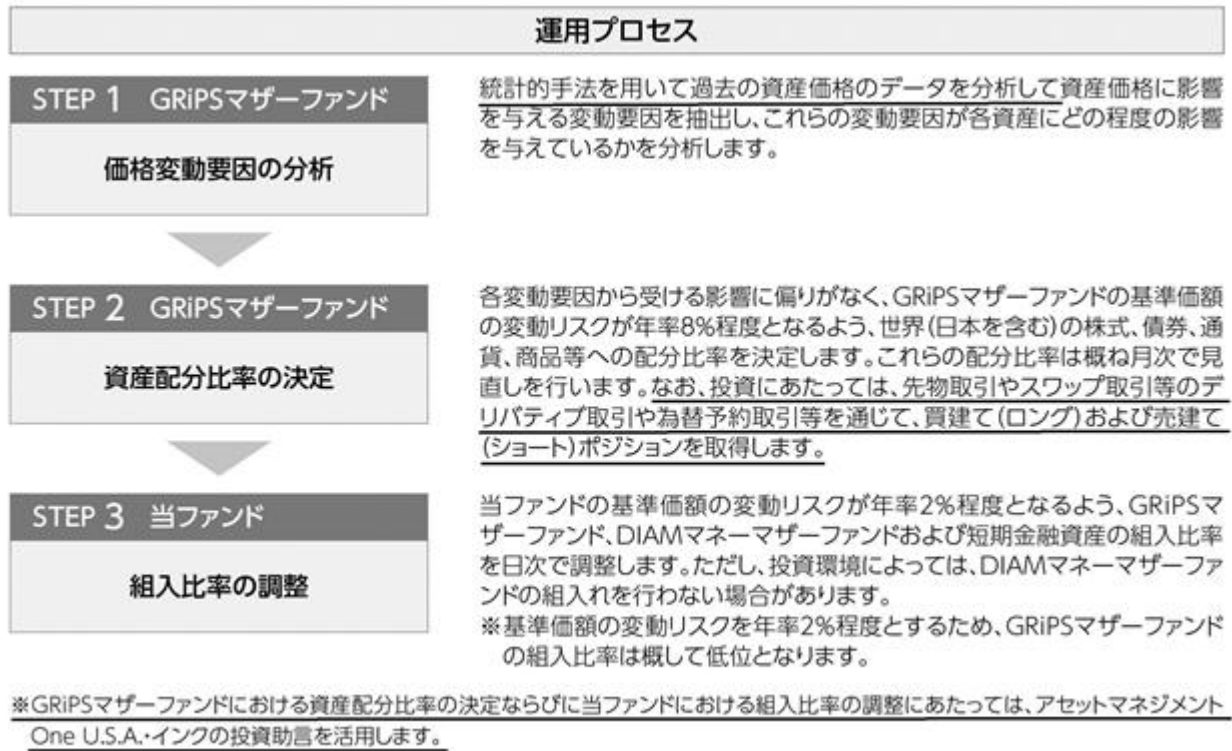 運用プロセス
STEP 1 GRiPSマザーファンド
価格変動要因の分析
統計的手法を用いて過去の資産価格のデータを分析して資産価格に影響
を与える変動要因を抽出し、これらの変動要因が各資産にどの程度の影響
を与えているかを分析します。
STEP 2 GRiPSマザーファンド
資産配分比率の決定
各変動要因から受ける影響に偏りがなく、GRiPSマザーファンドの基準価額
の変動リスクが年率8%程度となるよう、世界(日本を含む)の株式、債券、通
貨、商品等への配分比率を決定します。これらの配分比率は概ね月次で見
直しを行います。なお、投資にあたっては、先物取引やスワップ取引等のデ
リバティブ取引や為替予約取引等を通じて、買建て(ロング)および売建て
(ショート)ポジションを取得します。
STEP 3 当ファンド
組入比率の調整
当ファンドの基準価額の変動リスクが年率2%程度となるよう、GRiPSマ
ザーファンド、DIAMマネーマザーファンドおよび短期金融資産の組入比率
を日次で調整します。ただし、投資環境によっては、DIAMマネーマザーファ
ンドの組入れを行わない場合があります。
※基準価額の変動リスクを年率2%程度とするため、GRiPSマザーファンド
の組入比率は概して低位となります。
※GRiPSマザーファンドにおける資産配分比率の決定ならびに当ファンドにおける組入比率の調整にあたっては、アセットマネジメント
One U.S.A.・インクの投資助言を活用します。